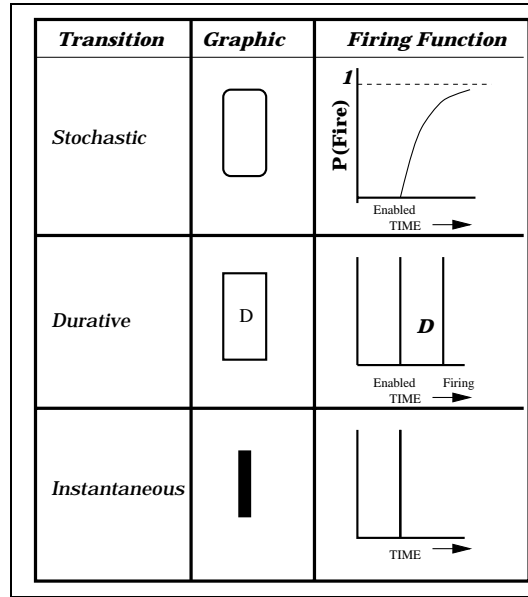 Transition Graphic Firing Function
Stochastic
1
P(Fire)
Enabled
TIME
Durative
D
D
Enabled Firing
TIME
Instantaneous
TIME